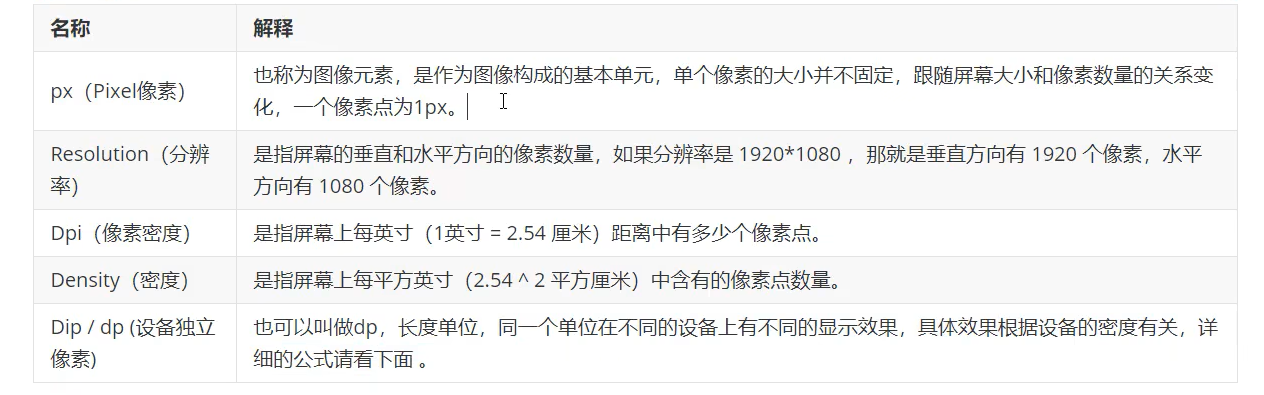 名称
解释
px（Pixel像素）
也称为图像元素，是作为图像构成的基本单元，单个像素的大小并不固定，跟随屏幕大小和像素数量的关系变
化，一个像素点为1px。
Resolution（分辨
率）
是指屏幕的垂直和水平方向的像素数量，如果分辨率是 1920*1080 ，那就是垂直方向有 1920 个像素，水平
方向有 1080 个像素。
Dpi（像素密度）
是指屏幕上每英寸（1英寸 = 2.54 厘米）距离中有多少个像素点。
Density（密度）
是指屏幕上每平方英寸（2.54 ^ 2 平方厘米）中含有的像素点数量。
Dip / dp (设备独立
像素)
也可以叫做dp，长度单位，同一个单位在不同的设备上有不同的显示效果，具体效果根据设备的密度有关，详
细的公式请看下面 。